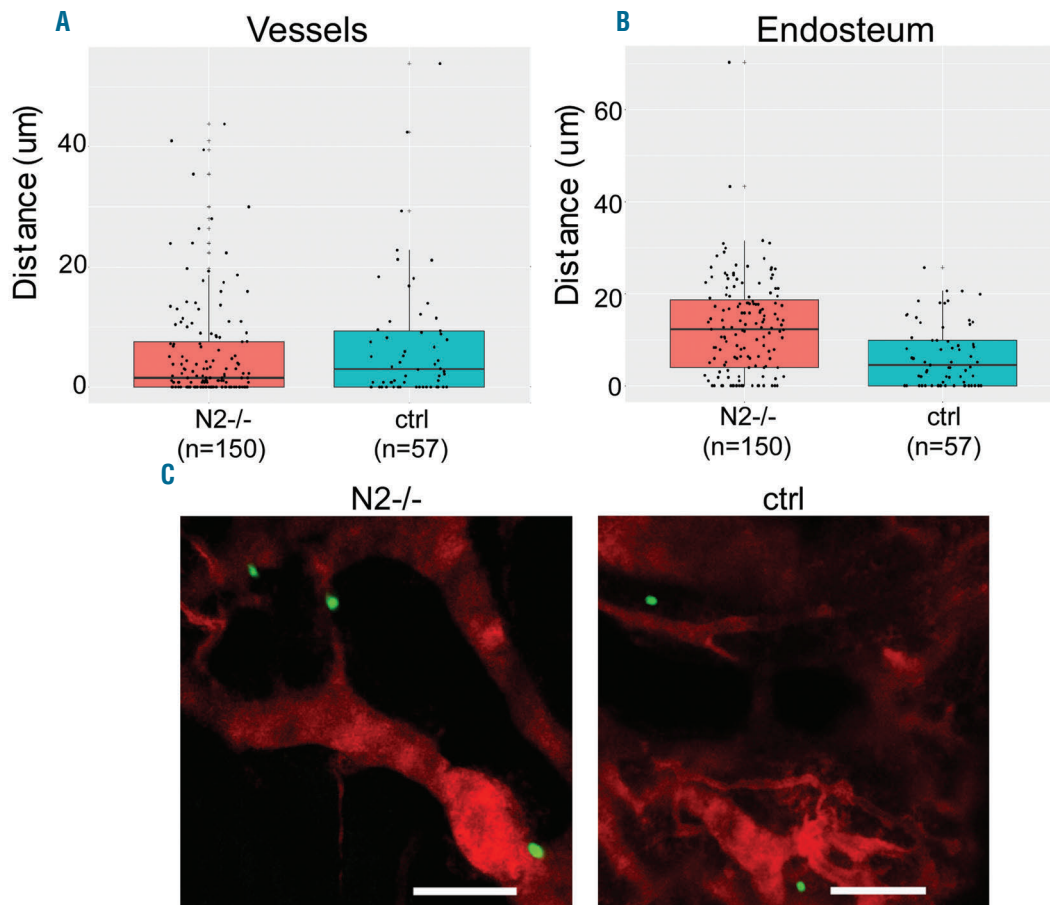 A
Vessels
Distance (um)
40
20
0
N2-/-
ctrl
(n=150)
(n=57)
B
Endosteum
Distance (um)
60
40
20
0
N2-/-
ctrl
(n=150)
(n=57)
C
N2-/-
ctrl